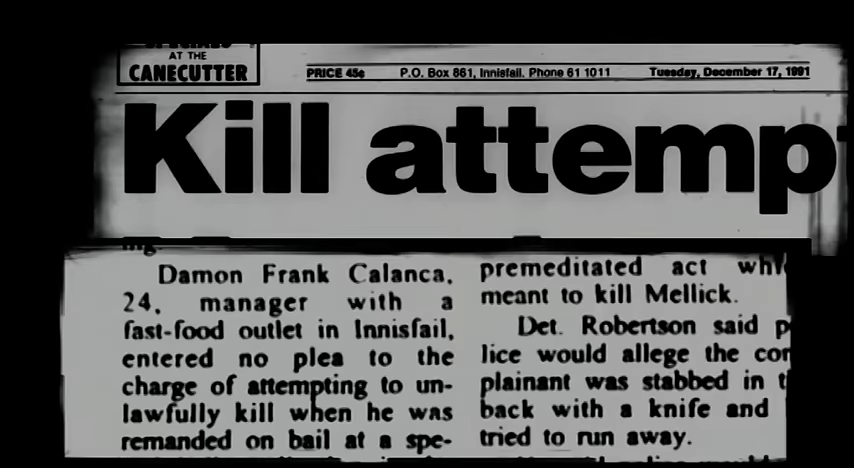 AT THE
CANECUTTER
PRICE 45¢ P.O. Box 861, Innisfail. Phone 61 1011 Tuesday, December 17, 1991
Kill attemp
ing.
Damon Frank Calanca,
24, manager with a
fast-food outlet in Innisfail,
entered no plea to the
charge of attempting to un-
lawfully kill when he was
remanded on bail at a spe-
premeditated act whi
meant to kill Mellick.
Det. Robertson said p
lice would allege the com
plainant was stabbed in t
back with a knife and
tried to run away.